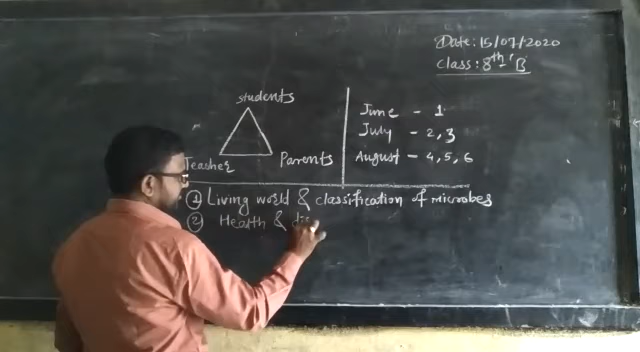 Date: 15/07/2020
Class: 8th 'B
Students
Teacher
Parents
June - 1
July - 2, 3
August - 4, 5, 6
1 Living world & classification of microbes
2 Health & dis